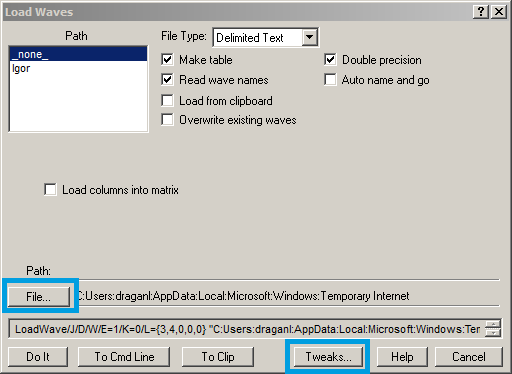 Load Waves
Path
File Type: Delimited Text
_none_
Igor
Make table
Double precision
Read wave names
Auto name and go
Load from clipboard
Overwrite existing waves
Load columns into matrix
Path:
File... C:Users:draganl:AppData:Local:Microsoft:Windows:Temporary Internet
LoadWave/J/D/W/E=1/K=0/L={3,4,0,0,0} "C:Users:draganl:AppData:Local:Microsoft:Windows:Ten
Do It
To Cmd Line
To Clip
Tweaks...
Help
Cancel